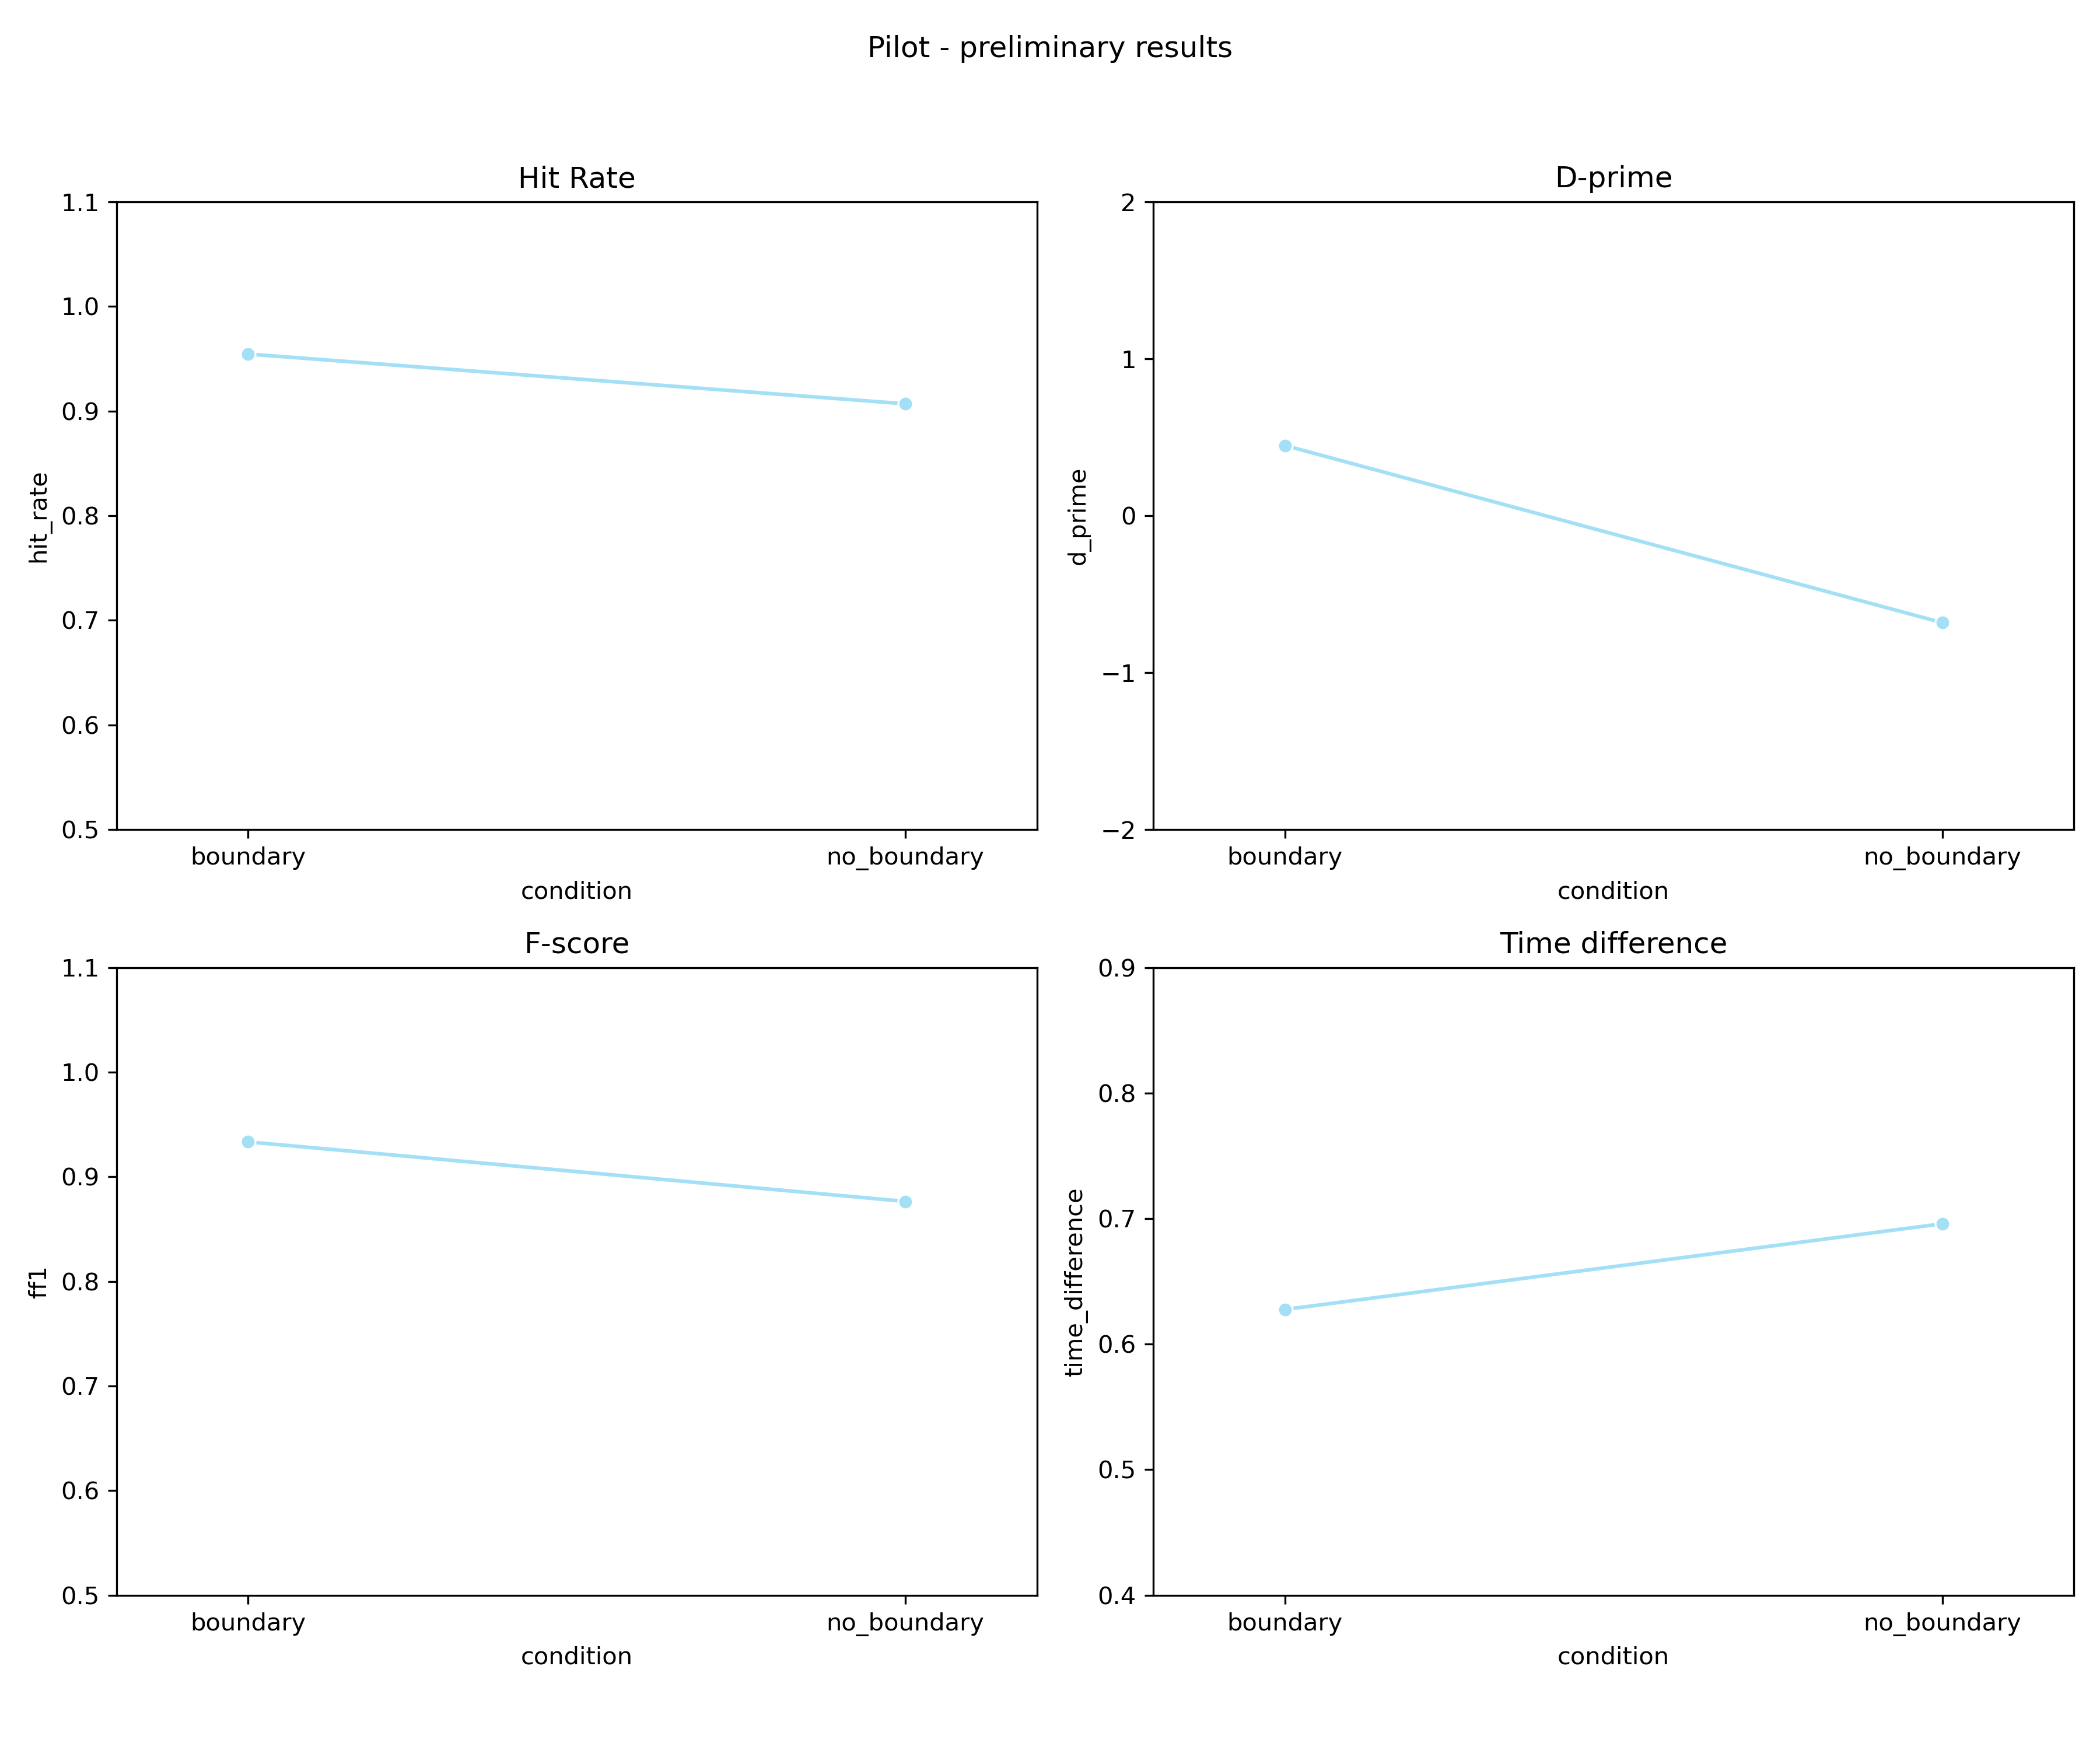 Pilot - preliminary results
Hit Rate
1.1
1.0
0.9
0.8
0.7
0.6
0.5
hit_rate
boundary
no_boundary
condition
D-prime
2
1
0
−1
−2
d_prime
boundary
no_boundary
condition
F-score
1.1
1.0
0.9
0.8
0.7
0.6
0.5
ff1
boundary
no_boundary
condition
Time difference
0.9
0.8
0.7
0.6
0.5
0.4
time_difference
boundary
no_boundary
condition